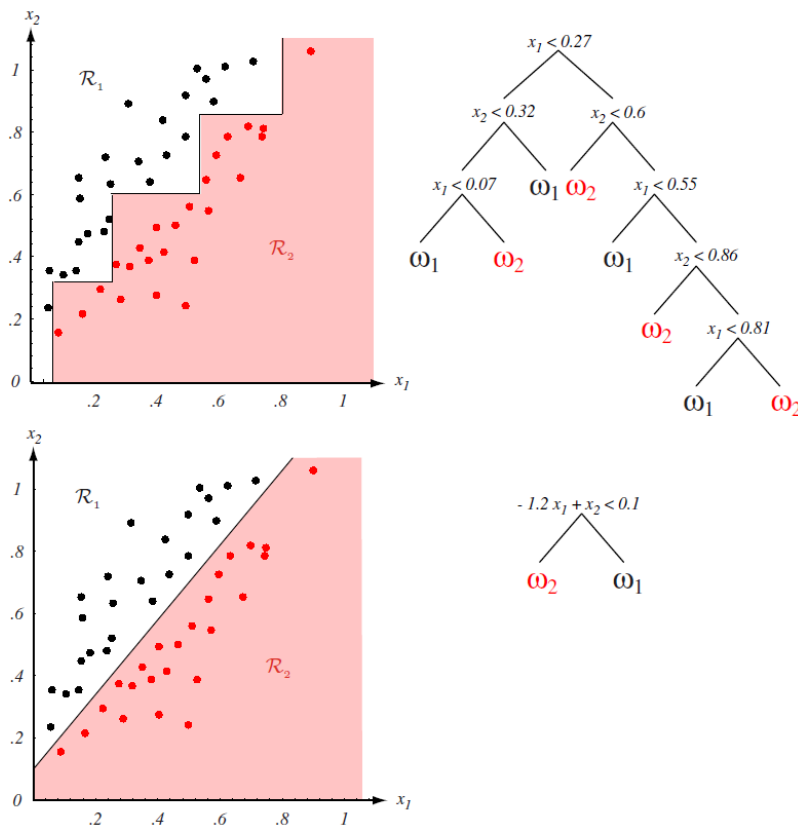 x2
1
R1
.8
.6
.4
R2
.2
0
.2 .4 .6 .8 1 x1
x1 < 0.27
x2 < 0.32 x2 < 0.6
x1 < 0.07 ω1 ω2 x1 < 0.55
ω1 ω2 ω1 x2 < 0.86
ω2 x1 < 0.81
ω1 ω2
x2
1
R1
.8
.6
.4
R2
.2
0
.2 .4 .6 .8 1 x1
- 1.2 x1 + x2 < 0.1
ω2 ω1